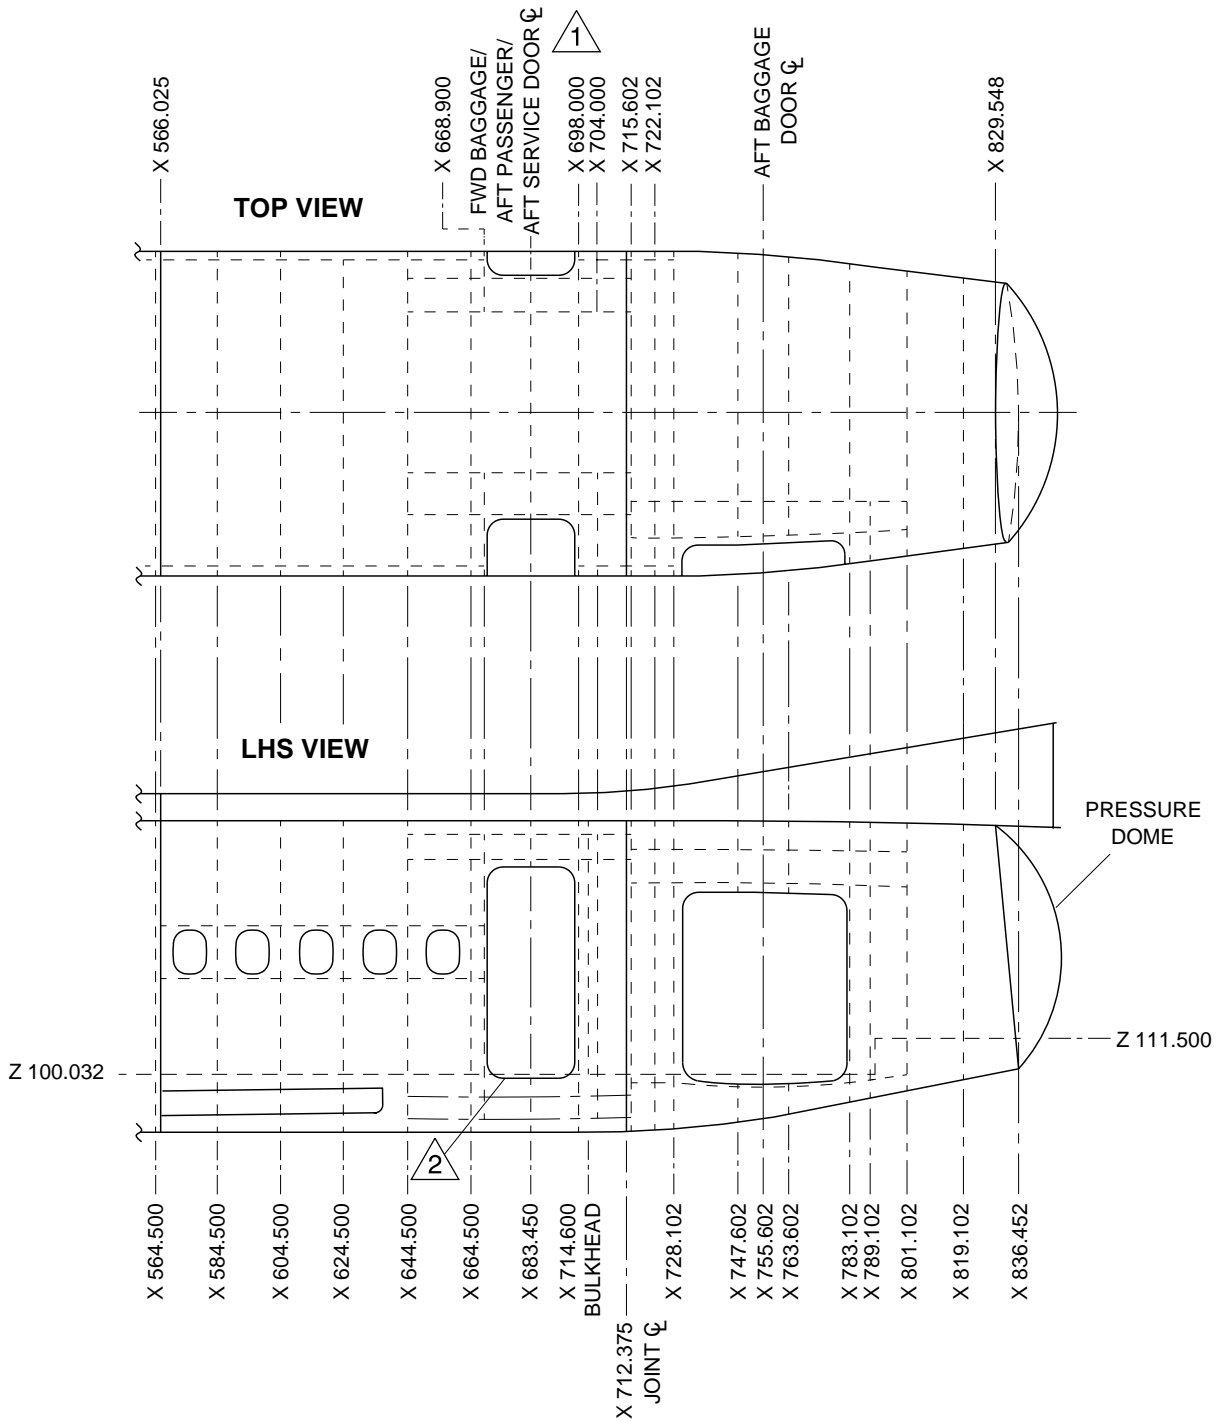 X 566.025
X 668.900
FWD BAGGAGE/
AFT PASSENGER/
AFT SERVICE DOOR ℄
1
X 698.000
X 704.000
X 715.602
X 722.102
AFT BAGGAGE
DOOR ℄
X 829.548
TOP VIEW
LHS VIEW
PRESSURE
DOME
Z 111.500
Z 100.032
2
X 564.500
X 584.500
X 604.500
X 624.500
X 644.500
X 664.500
X 683.450
X 714.600
BULKHEAD
X 712.375
JOINT ℄
X 728.102
X 747.602
X 755.602
X 763.602
X 783.102
X 789.102
X 801.102
X 819.102
X 836.452